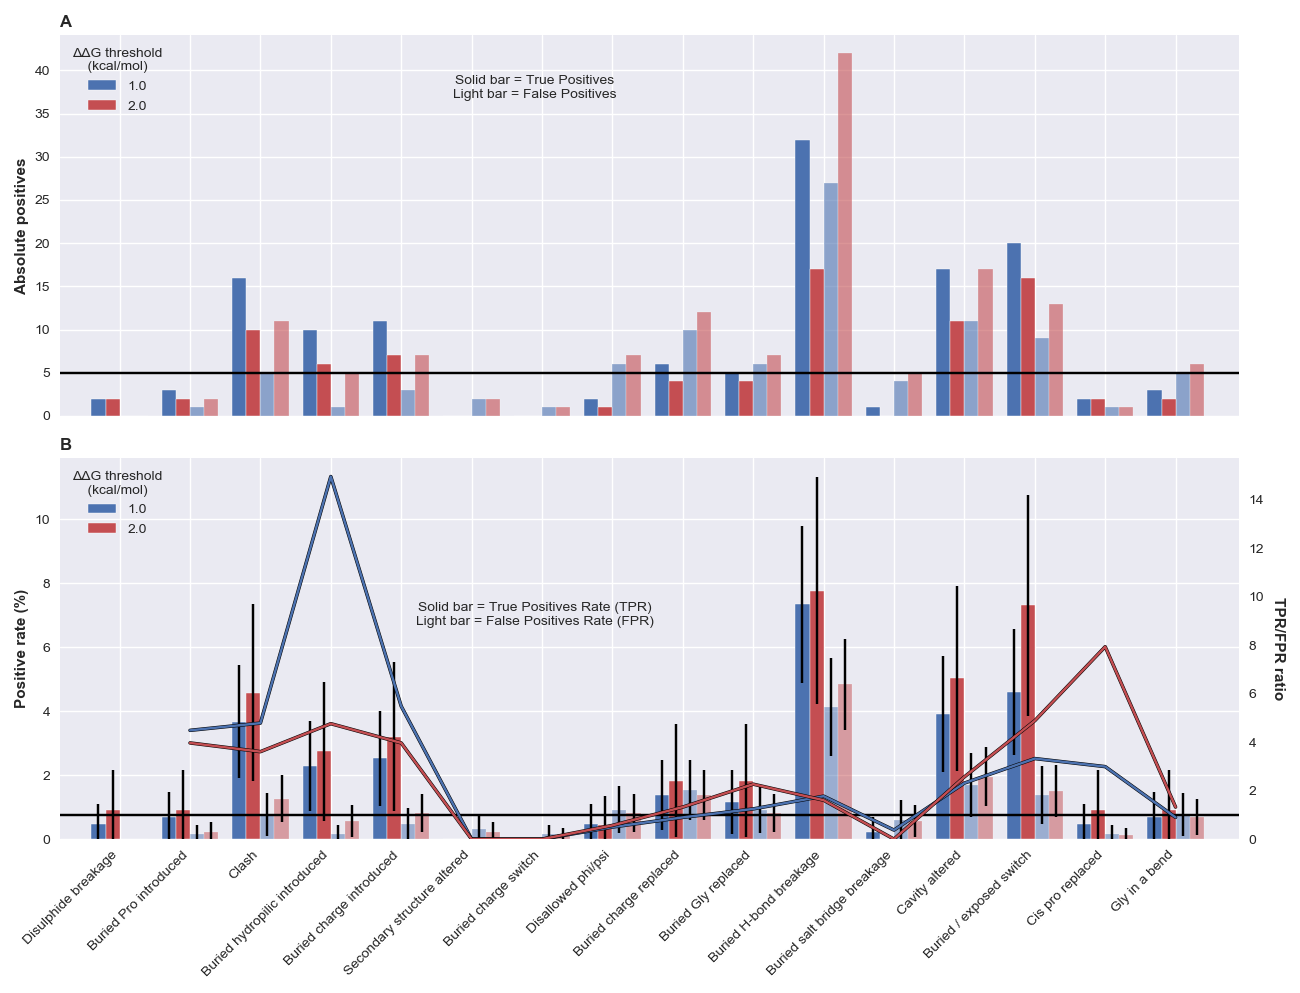 A
ΔΔG threshold
(kcal/mol)
1.0
2.0
Solid bar = True Positives
Light bar = False Positives
Absolute positives
40
35
30
25
20
15
10
5
0
B
ΔΔG threshold
(kcal/mol)
1.0
2.0
Solid bar = True Positives Rate (TPR)
Light bar = False Positives Rate (FPR)
Positive rate (%)
10
8
6
4
2
0
TPR/FPR ratio
14
12
10
8
6
4
2
0
Disulphide breakage
Buried Pro introduced
Clash
Buried hydropilic introduced
Buried charge introduced
Secondary structure altered
Buried charge switch
Disallowed phi/psi
Buried charge replaced
Buried Gly replaced
Buried H-bond breakage
Buried salt bridge breakage
Cavity altered
Buried / exposed switch
Cis pro replaced
Gly in a bend